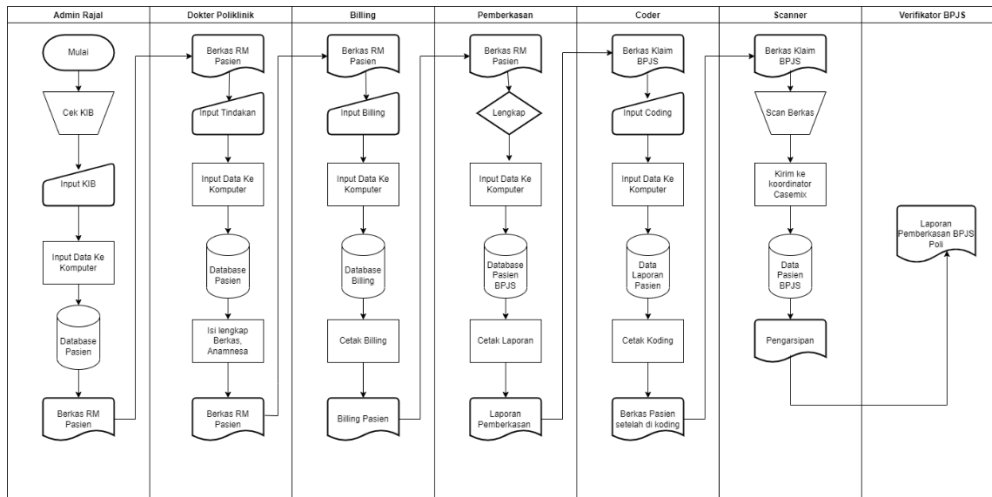 Admin Rajal
Dokter Poliklinik
Billing
Pemberkasan
Coder
Scanner
Verifikator BPJS
Mulai
Cek KIB
Input KIB
Input Data Ke
Komputer
Database
Pasien
Berkas RM
Pasien
Berkas RM
Pasien
Input Tindakan
Input Data Ke
Komputer
Database
Pasien
Isi lengkap
Berkas,
Anamnesa
Berkas RM
Pasien
Berkas RM
Pasien
Input Billing
Input Data Ke
Komputer
Database
Billing
Cetak Billing
Billing Pasien
Berkas RM
Pasien
Lengkap
Input Data Ke
Komputer
Database
Pasien
BPJS
Cetak Laporan
Laporan
Pemberkasan
Berkas Klaim
BPJS
Input Coding
Input Data Ke
Komputer
Data
Laporan
Pasien
Cetak Koding
Berkas Pasien
setelah di koding
Berkas Klaim
BPJS
Scan Berkas
Kirim ke
koordinator
Casemix
Data
Pasien
BPJS
Pengarsipan
Laporan
Pemberkasan BPJS
Poli